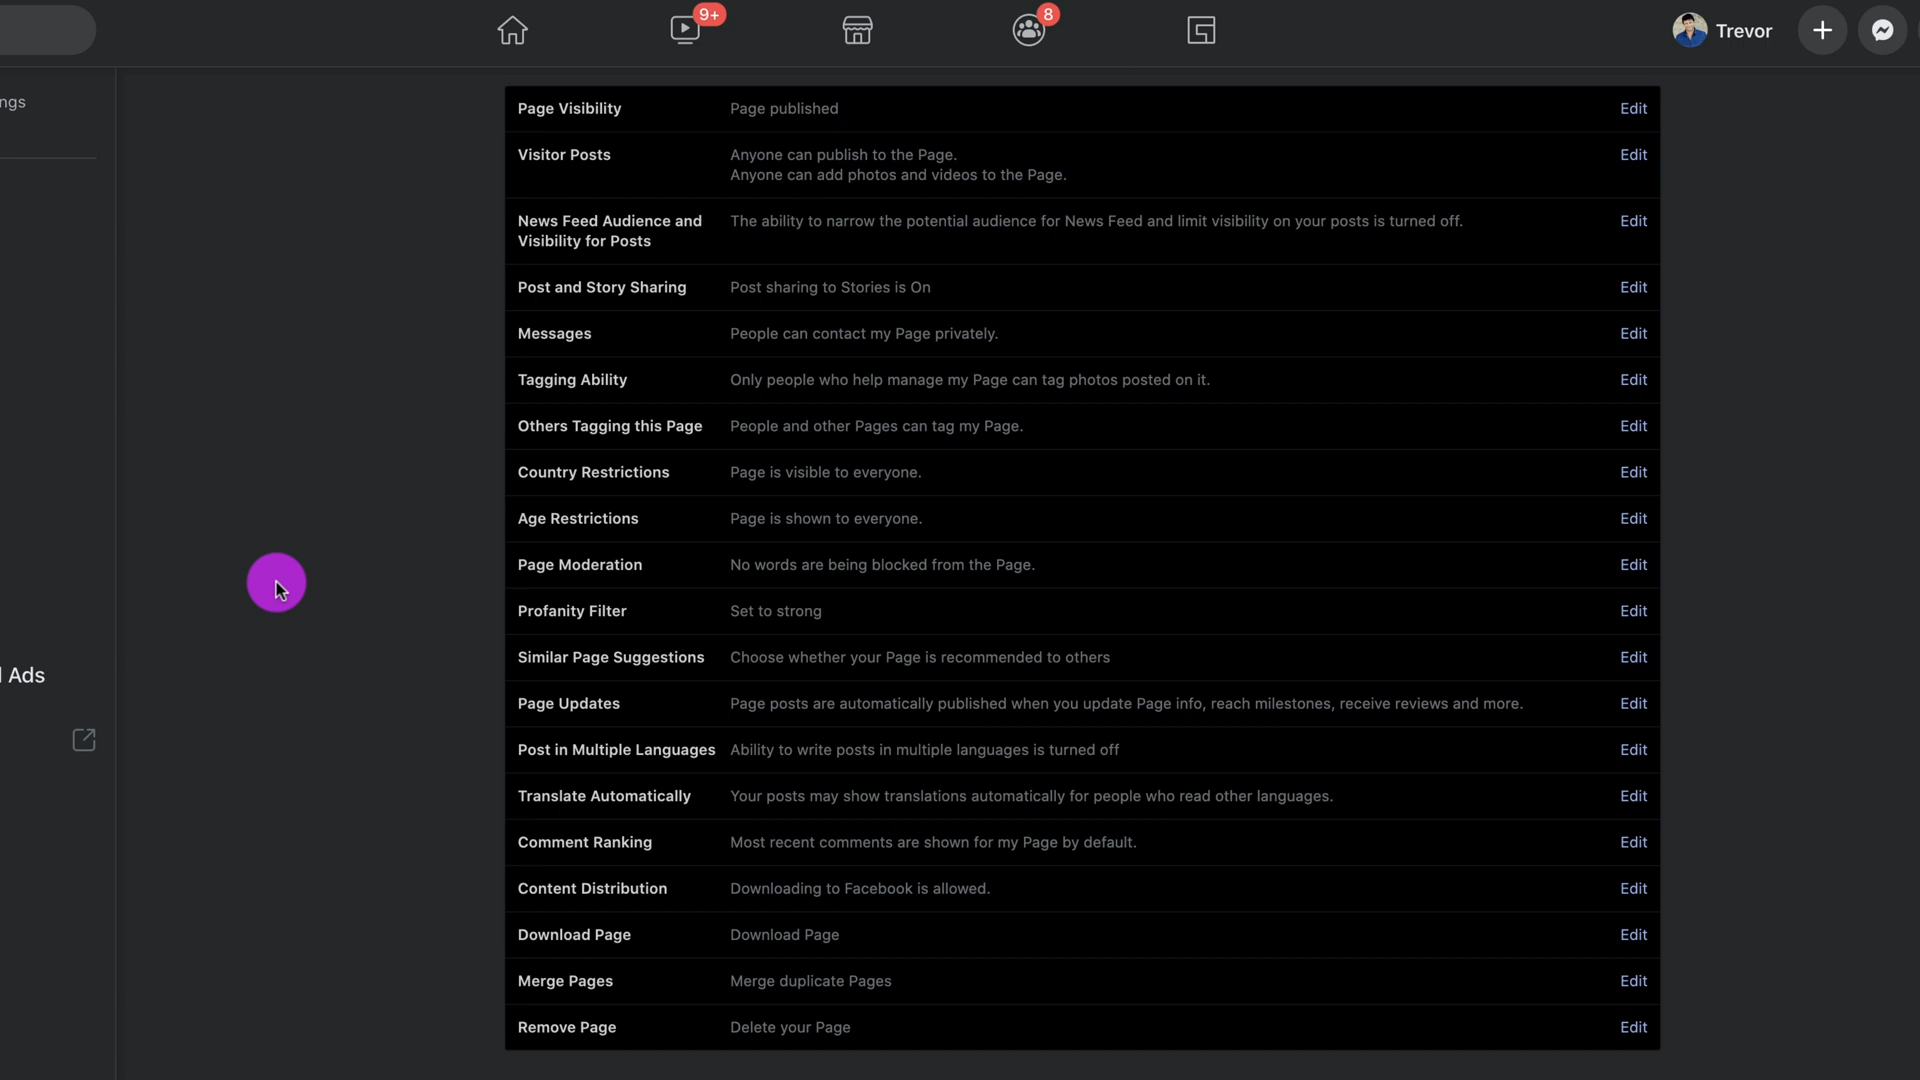 9+
8
Trevor
ngs
Page Visibility Page published Edit
Visitor Posts Anyone can publish to the Page. Edit
Anyone can add photos and videos to the Page.
News Feed Audience and The ability to narrow the potential audience for News Feed and limit visibility on your posts is turned off. Edit
Visibility for Posts
Post and Story Sharing Post sharing to Stories is On Edit
Messages People can contact my Page privately. Edit
Tagging Ability Only people who help manage my Page can tag photos posted on it. Edit
Others Tagging this Page People and other Pages can tag my Page. Edit
Country Restrictions Page is visible to everyone. Edit
Age Restrictions Page is shown to everyone. Edit
Page Moderation No words are being blocked from the Page. Edit
Profanity Filter Set to strong Edit
Similar Page Suggestions Choose whether your Page is recommended to others Edit
l Ads
Page Updates Page posts are automatically published when you update Page info, reach milestones, receive reviews and more. Edit
Post in Multiple Languages Ability to write posts in multiple languages is turned off Edit
Translate Automatically Your posts may show translations automatically for people who read other languages. Edit
Comment Ranking Most recent comments are shown for my Page by default. Edit
Content Distribution Downloading to Facebook is allowed. Edit
Download Page Download Page Edit
Merge Pages Merge duplicate Pages Edit
Remove Page Delete your Page Edit